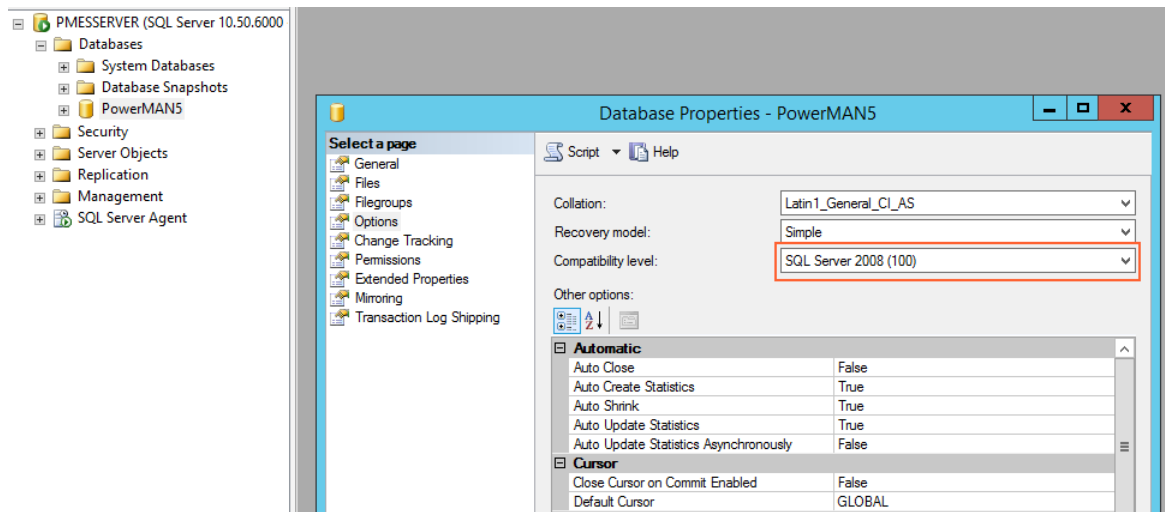 PMESSERVER (SQL Server 10.50.6000
Databases
System Databases
Database Snapshots
PowerMAN5
Security
Server Objects
Replication
Management
SQL Server Agent
Database Properties - PowerMAN5
Select a page
General
Files
Filegroups
Options
Change Tracking
Permissions
Extended Properties
Mirroring
Transaction Log Shipping
Script Help
Collation: Latin1_General_CI_AS
Recovery model: Simple
Compatibility level: SQL Server 2008 (100)
Other options:
Automatic
Auto Close False
Auto Create Statistics True
Auto Shrink True
Auto Update Statistics True
Auto Update Statistics Asynchronously False
Cursor
Close Cursor on Commit Enabled False
Default Cursor GLOBAL